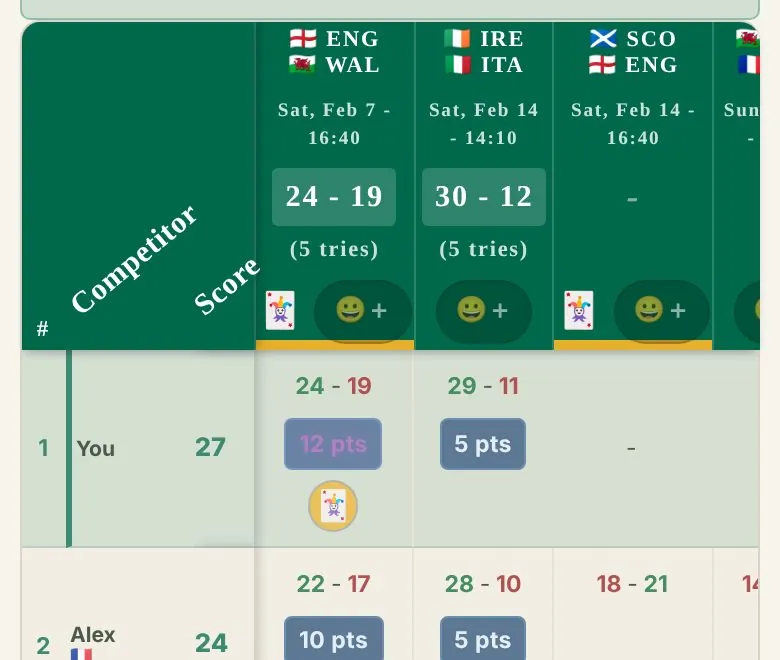 ENG
WAL
Sat, Feb 7 -
16:40
24 - 19
(5 tries)
+
IRE
ITA
Sat, Feb 14
- 14:10
30 - 12
(5 tries)
+
SCO
ENG
Sat, Feb 14 -
16:40
-
+
Sun
-
#
Competitor
Score
1
You
27
24 - 19
12 pts
29 - 11
5 pts
-
2
Alex
24
22 - 17
10 pts
28 - 10
5 pts
18 - 21